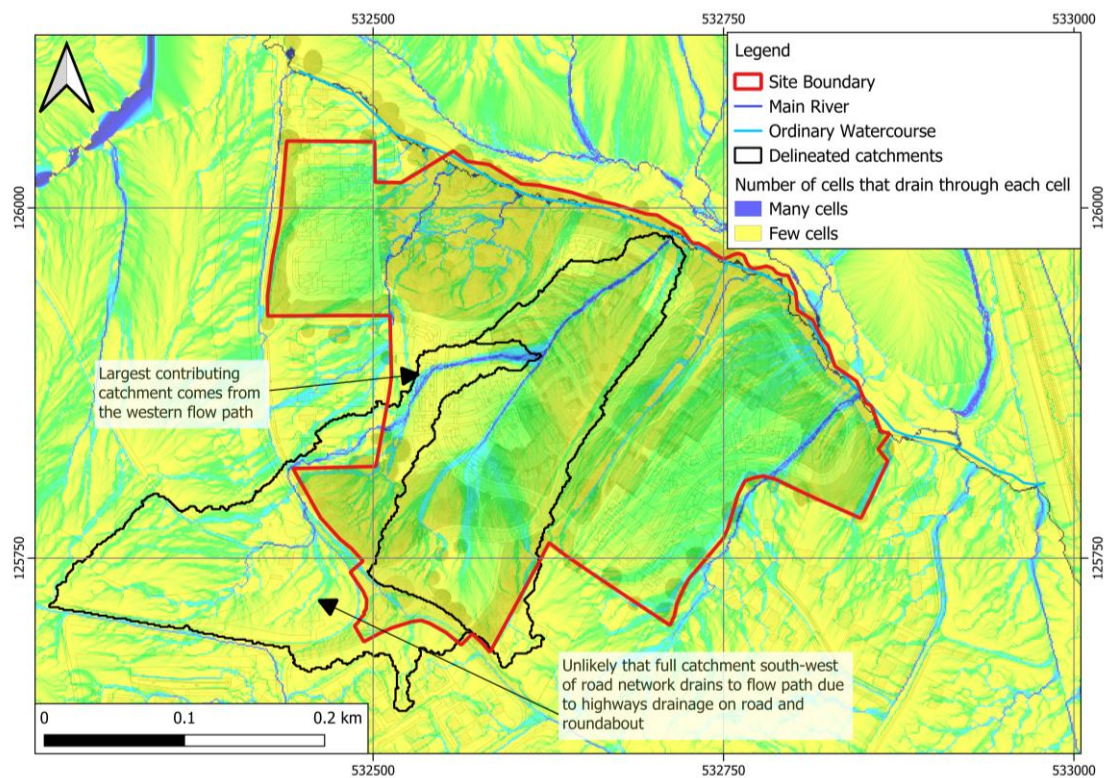 532500
532750
533000
Legend
Site Boundary
Main River
Ordinary Watercourse
Delineated catchments
Number of cells that drain through each cell
Many cells
Few cells
126000
126000
Largest contributing
catchment comes from
the western flow path
125750
125750
Unlikely that full catchment south-west
of road network drains to flow path due
to highways drainage on road and
roundabout
0 0.1 0.2 km
532500
532750
533000